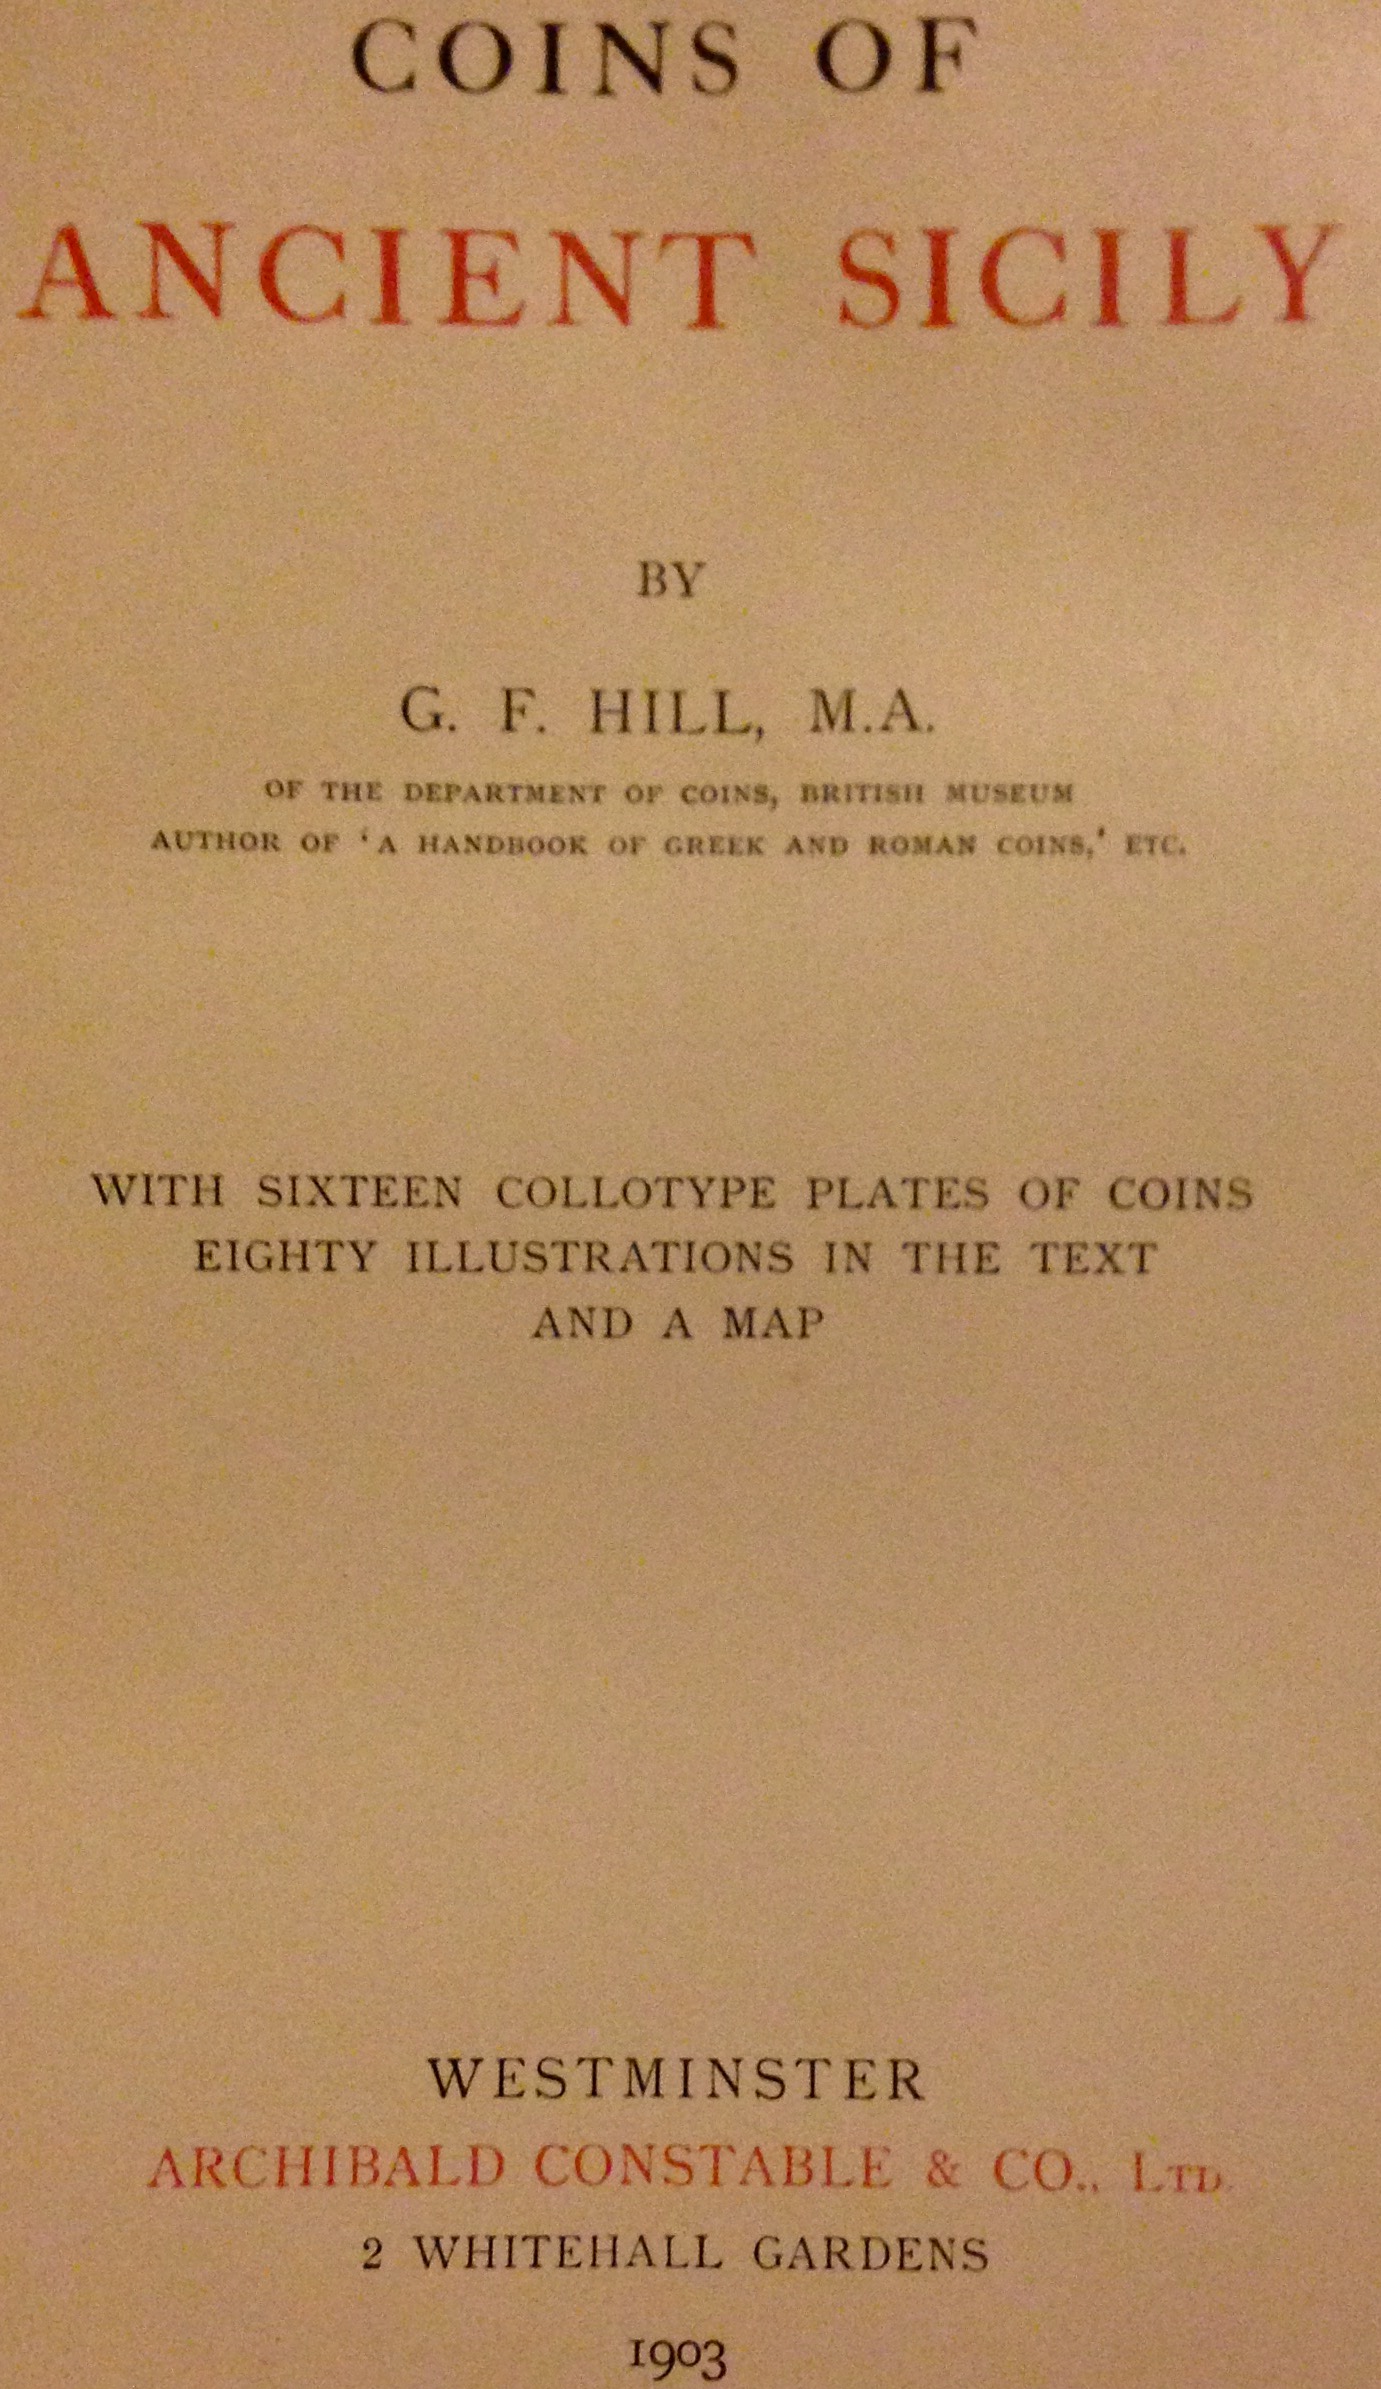 COINS OF
ANCIENT SICILY
BY
G. F. HILL, M.A.
OF THE DEPARTMENT OF COINS, BRITISH MUSEUM
AUTHOR OF 'A HANDBOOK OF GREEK AND ROMAN COINS,' ETC.
WITH SIXTEEN COLLOTYPE PLATES OF COINS
EIGHTY ILLUSTRATIONS IN THE TEXT
AND A MAP
WESTMINSTER
ARCHIBALD CONSTABLE & CO., LTD.
2 WHITEHALL GARDENS
1903